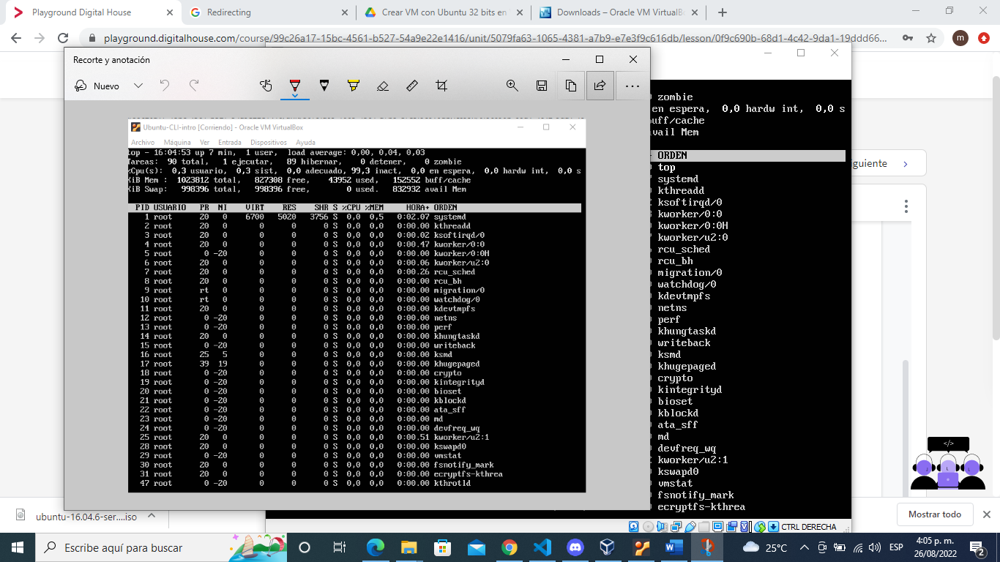 Playground Digital House
Redirecting
Crear VM con Ubuntu 32 bits en
Downloads – Oracle VM VirtualB
playground.digitalhouse.com/course/99c26a17-15bc-4561-b527-54a9e22e1416/unit/5079fa63-1065-4381-a7b9-e7e3f9c616db/lesson/0f9c690b-68d1-4c42-9da1-19ddd66...
m
Recorte y anotación
Nuevo
Ubuntu-CLI-intro [Corriendo] - Oracle VM VirtualBox
Archivo Máquina Ver Entrada Dispositivos Ayuda
top - 16:04:53 up 7 min, 1 user, load average: 0,00, 0,04, 0,03
Tareas: 90 total, 1 ejecutar, 89 hibernar, 0 detener, 0 zombie
%Cpu(s): 0,3 usuario, 0,3 sist, 0,0 adecuado, 99,3 inact, 0,0 en espera, 0,0 hardw int, 0,0 s
KiB Mem : 1023812 total, 827308 free, 43952 used, 152552 buff/cache
KiB Swap: 998396 total, 998396 free, 0 used. 832932 avail Mem
PID USUARIO PR NI VIRT RES SHR S %CPU %MEM HORA+ ORDEN
1 root 20 0 6700 5020 3756 S 0,0 0,5 0:02.07 systemd
2 root 20 0 0 0 0 S 0,0 0,0 0:00.00 kthreadd
3 root 20 0 0 0 0 S 0,0 0,0 0:00.02 ksoftirqd/0
4 root 20 0 0 0 0 S 0,0 0,0 0:00.47 kworker/0:0
5 root 0 -20 0 0 0 S 0,0 0,0 0:00.00 kworker/0:0H
6 root 20 0 0 0 0 S 0,0 0,0 0:00.06 kworker/u2:0
7 root 20 0 0 0 0 S 0,0 0,0 0:00.26 rcu_sched
8 root 20 0 0 0 0 S 0,0 0,0 0:00.00 rcu_bh
9 root rt 0 0 0 0 S 0,0 0,0 0:00.00 migration/0
10 root rt 0 0 0 0 S 0,0 0,0 0:00.00 watchdog/0
11 root 20 0 0 0 0 S 0,0 0,0 0:00.00 kdevtmpfs
12 root 0 -20 0 0 0 S 0,0 0,0 0:00.00 netns
13 root 0 -20 0 0 0 S 0,0 0,0 0:00.00 perf
14 root 20 0 0 0 0 S 0,0 0,0 0:00.00 khungtaskd
15 root 0 -20 0 0 0 S 0,0 0,0 0:00.00 writeback
16 root 25 5 0 0 0 S 0,0 0,0 0:00.00 ksmd
17 root 39 19 0 0 0 S 0,0 0,0 0:00.00 khugepaged
18 root 0 -20 0 0 0 S 0,0 0,0 0:00.00 crypto
19 root 0 -20 0 0 0 S 0,0 0,0 0:00.00 kintegrityd
20 root 0 -20 0 0 0 S 0,0 0,0 0:00.00 bioset
21 root 0 -20 0 0 0 S 0,0 0,0 0:00.00 kblockd
22 root 0 -20 0 0 0 S 0,0 0,0 0:00.00 ata_sff
23 root 0 -20 0 0 0 S 0,0 0,0 0:00.00 md
24 root 0 -20 0 0 0 S 0,0 0,0 0:00.00 devfreq_wq
25 root 20 0 0 0 0 S 0,0 0,0 0:00.51 kworker/u2:1
28 root 20 0 0 0 0 S 0,0 0,0 0:00.00 kswapd0
29 root 0 -20 0 0 0 S 0,0 0,0 0:00.00 vmstat
30 root 20 0 0 0 0 S 0,0 0,0 0:00.00 fsnotify_mark
31 root 20 0 0 0 0 S 0,0 0,0 0:00.00 ecryptfs-kthrea
47 root 0 -20 0 0 0 S 0,0 0,0 0:00.00 kthrotld
zombie
en espera, 0,0 hardw int, 0,0 s
buff/cache
avail Mem
ORDEN
top
systemd
kthreadd
ksoftirqd/0
kworker/0:0
kworker/0:0H
kworker/u2:0
rcu_sched
rcu_bh
migration/0
watchdog/0
kdevtmpfs
netns
perf
khungtaskd
writeback
ksmd
khugepaged
crypto
kintegrityd
bioset
kblockd
ata_sff
md
devfreq_wq
kworker/u2:1
kswapd0
vmstat
fsnotify_mark
ecryptfs-kthrea
CTRL DERECHA
iguiente
</>
ubuntu-16.04.6-ser....iso
Mostrar todo
Escribe aquí para buscar
25°C
ESP
4:05 p. m.
26/08/2022
2